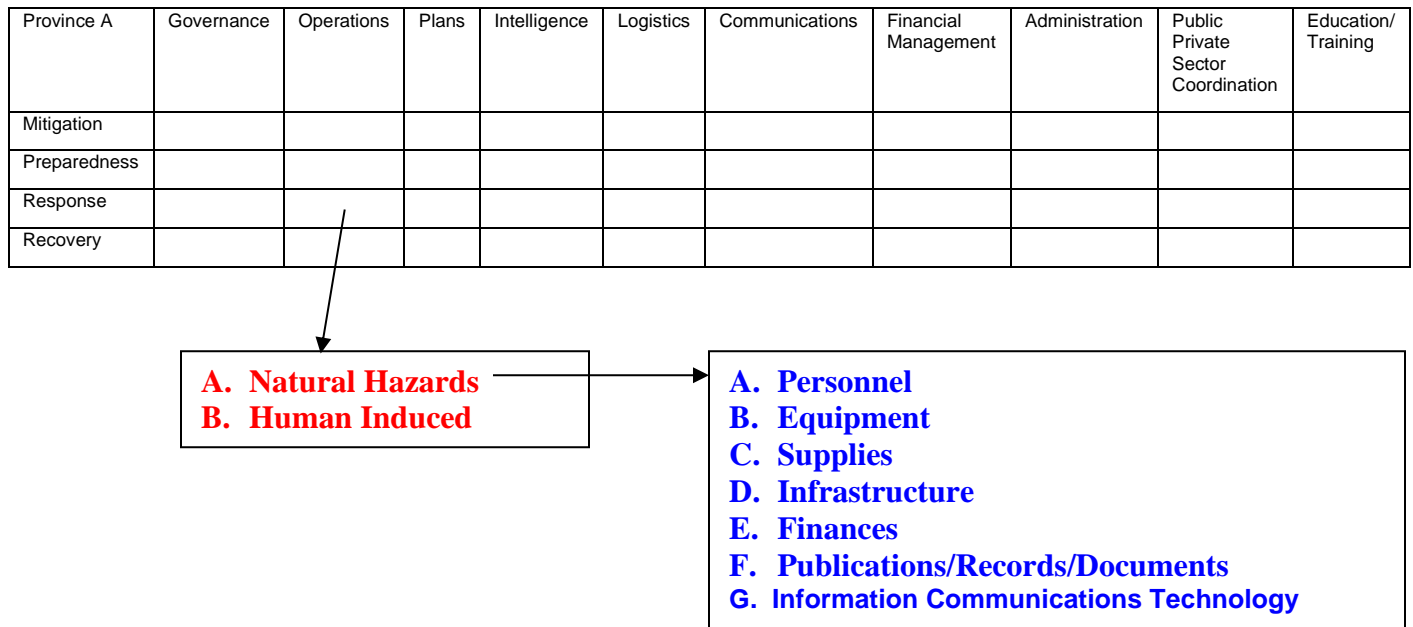 Province A Governance Operations Plans Intelligence Logistics Communications Financial Administration Public Education/
Management Private Training
Sector
Coordination
Mitigation
Preparedness
Response
Recovery
A. Natural Hazards
B. Human Induced
A. Personnel
B. Equipment
C. Supplies
D. Infrastructure
E. Finances
F. Publications/Records/Documents
G. Information Communications Technology